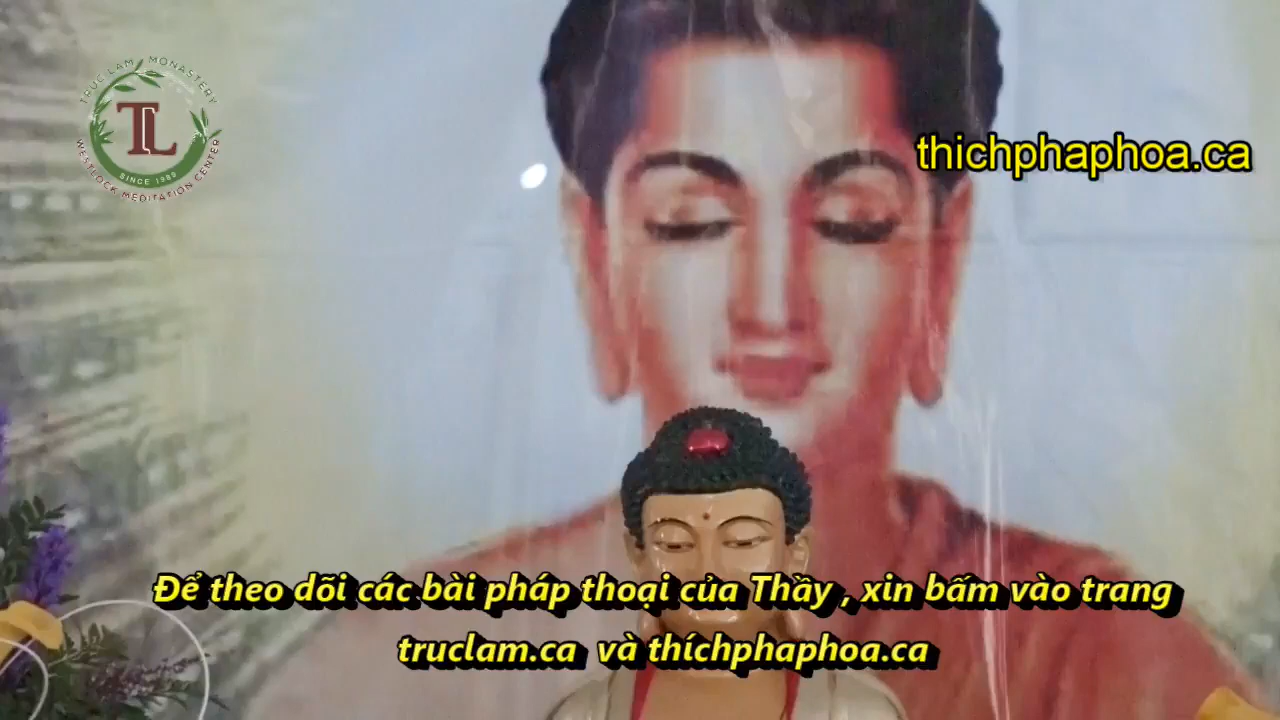 TRUC LAM MONASTERY
TL
SINCE 1989
WESTLOCK MEDITATION CENTER
thichphaphoa.ca
Để theo dõi các bài pháp thoại của Thầy , xin bấm vào trang
truclam.ca và thíchphaphoa.ca